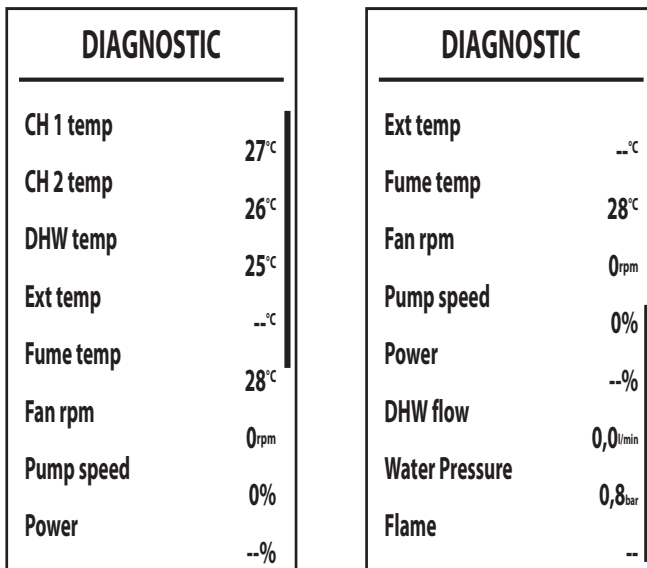 DIAGNOSTIC
CH 1 temp
27°C
CH 2 temp
26°C
DHW temp
25°C
Ext temp
--°C
Fume temp
28°C
Fan rpm
0rpm
Pump speed
0%
Power
--%
DIAGNOSTIC
Ext temp
--°C
Fume temp
28°C
Fan rpm
0rpm
Pump speed
0%
Power
--%
DHW flow
0,0l/min
Water Pressure
0,8bar
Flame
--